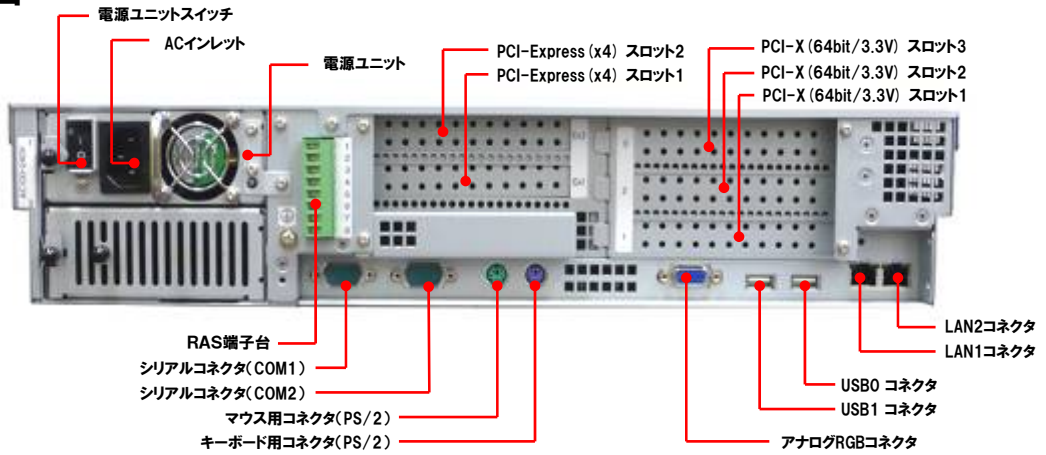 電源ユニットスイッチ
ACインレット
電源ユニット
PCI-Express(x4) スロット2
PCI-Express(x4) スロット1
PCI-X(64bit/3.3V) スロット3
PCI-X(64bit/3.3V) スロット2
PCI-X(64bit/3.3V) スロット1
RAS端子台
シリアルコネクタ(COM1)
シリアルコネクタ(COM2)
マウス用コネクタ(PS/2)
キーボード用コネクタ(PS/2)
LAN2コネクタ
LAN1コネクタ
USB0 コネクタ
USB1 コネクタ
アナログRGBコネクタ